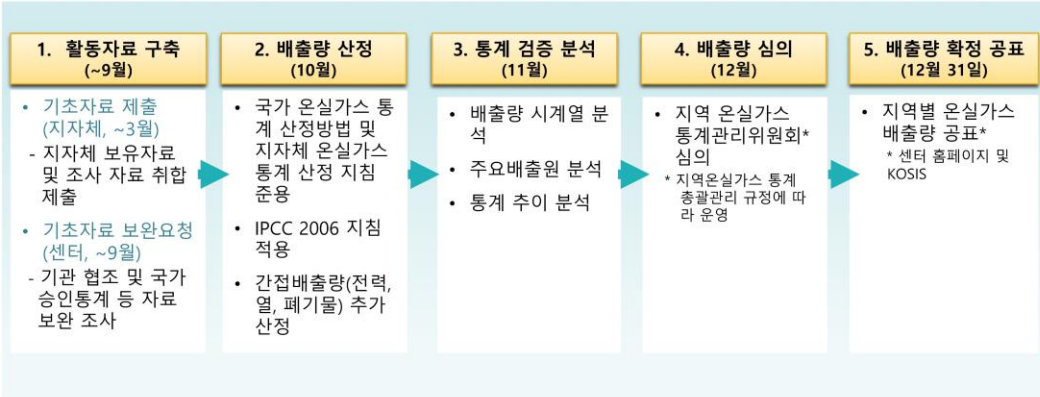 1. 활동자료 구축
(~9월)
• 기초자료 제출
(지자체, ~3월)
- 지자체 보유자료
및 조사 자료 취합
제출
• 기초자료 보완요청
(센터, ~9월)
- 기관 협조 및 국가
승인통계 등 자료
보완 조사
2. 배출량 산정
(10월)
• 국가 온실가스 통
계 산정방법 및
지자체 온실가스
통계 산정 지침
준용
• IPCC 2006 지침
적용
• 간접배출량(전력,
열, 폐기물) 추가
산정
3. 통계 검증 분석
(11월)
• 배출량 시계열 분
석
• 주요배출원 분석
• 통계 추이 분석
4. 배출량 심의
(12월)
• 지역 온실가스
통계관리위원회*
심의
* 지역온실가스 통계
총괄관리 규정에 따
라 운영
5. 배출량 확정 공표
(12월 31일)
• 지역별 온실가스
배출량 공표*
* 센터 홈페이지 및
KOSIS